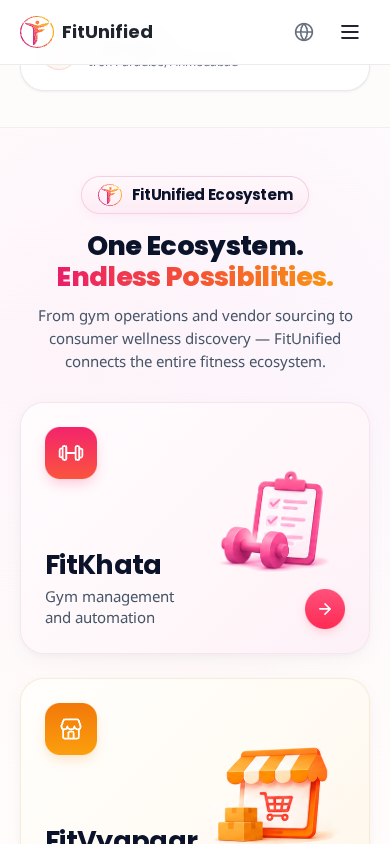 FitUnified
FitUnified Ecosystem
One Ecosystem.
Endless Possibilities.
From gym operations and vendor sourcing to
consumer wellness discovery — FitUnified
connects the entire fitness ecosystem.
FitKhata
Gym management
and automation
FitVyapaar